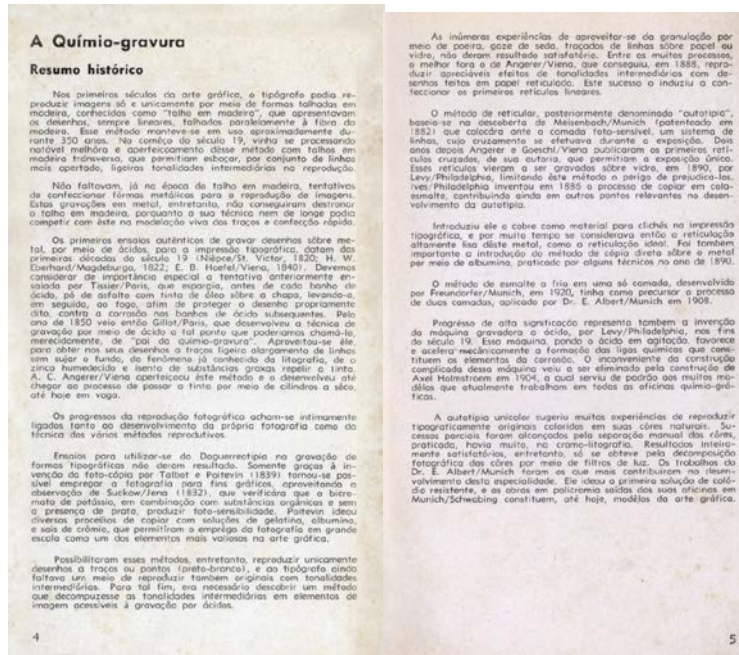 A Químio-gravura
Resumo histórico
Nos primeiros séculos da arte gráfica, o tipógrafo podia re-
produzir imagens só e unicamente por meio de formas talhadas em
madeira, conhecidas como "talho em madeira", que apresentavam
os desenhos, sempre lineares, talhados paralelamente à fibra da
madeira. Esse método manteve-se em uso aproximadamente du-
rante 350 anos. No comêço do século 19, vinha se processando
notável melhora e aperfeiçoamento dêsse método com talhos em
madeira transversa, que permitiam esboçar, por conjunto de linhas
mais apertado, ligeiras tonalidades intermediárias na reprodução.
Não faltavam, já na época do talho em madeira, tentativas
de confeccionar fôrmas metálicas para a reprodução de imagens.
Estas gravações em metal, entretanto, não conseguiram destronar
o talho em madeira, porquanto a sua técnica nem de longe podia
competir com êste na modelação viva dos traços e confecção rápida.
Os primeiros ensaios autênticos de gravar desenhos sôbre me-
tal, por meio de ácidos, para a impressão tipográfica, datam das
primeiras décadas do século 19 (Niépce/St. Victor, 1820; H. W.
Eberhard/Magdeburgo, 1822; E. B. Hoefel/Viena, 1840). Devemos
considerar de importância especial a tentativa anteriormente en-
saiada por Tissier/Paris, que espargia, antes de cada banho de
ácido, pó de asfalto com tinta de óleo sôbre a chapa, levando-a,
em seguida, ao fogo, afim de proteger o desenho propriamente
dito, contra a corrosão nos banhos de ácido subsequentes. Pelo
ano de 1850 veio então Gillot/Paris, que desenvolveu a técnica de
gravação por meio de ácido a tal ponto que poderíamos chamá-lo,
merecidamente, de "pai da químio-gravura". Aproveitou-se êle,
para obter nos seus desenhos a traços ligeiro alargamento de linhas
sem sujar o fundo, do fenômeno já conhecido da litografia, de o
zinco humedecido e isento de substâncias graxas repelir a tinta.
A. C. Angerer/Viena aperfeiçoou êste método e o desenvolveu até
chegar ao processo de passar a tinta por meio de cilindros a sêco,
até hoje em voga.
Os progressos da reprodução fotográfica acham-se intimamente
ligados tanto ao desenvolvimento da própria fotografia como da
técnica dos vários métodos reprodutivos.
Ensaios para utilizar-se da Daguerreotipia na gravação de
formas tipográficas não deram resultado. Somente graças à in-
venção da foto-cópia por Talbot e Poitevin (1839) tornou-se pos-
sível empregar a fotografia para fins gráficos, aproveitando a
observação de Suckow/Jena (1832), que verificára que a bicro-
mato de potássio, em combinação com substâncias orgânicas e sem
a presença de prata, produz foto-sensibilidade. Poitevin ideou
diversos processos de copiar com soluções de gelatina, albumina,
e sais de crômio, que permitiram o emprêgo da fotografia em grande
escala como um dos elementos mais valiosos na arte gráfica.
Possibilitaram esses métodos, entretanto, reproduzir unicamente
desenhos a traços ou pontos (preto-branco), e ao tipógrafo ainda
faltava um meio de reproduzir tambem originais com tonalidades
intermediárias. Para tal fim, era necessário descobrir um método
que decompuzesse as tonalidades intermediárias em elementos de
imagem acessíveis à gravação por ácidos.
4
As inúmeras experiências de aproveitar-se da granulação por
meio de poeira, gaze de seda, traçados de linhas sôbre papel ou
vidro, não deram resultado satisfatório. Entre os muitos processos,
o melhor fora o de Angerer/Viena, que conseguiu, em 1888, repro-
duzir apreciáveis efeitos de tonalidades intermediárias com de-
senhos feitos em papel reticulado. Este sucesso o induziu a con-
feccionar os primeiros retículos lineares.
O método de reticular, posteriormente denominado "autotipia",
baseia-se na descoberta de Meisenbach/Munich (patenteado em
1882) que colocára ante a camada foto-sensível, um sistema de
linhas, cujo cruzamento se efetuava durante a exposição. Dois
anos depois Angerer & Goeschl/Viena publicaram os primeiros retí-
culos cruzados, de sua autoria, que permitiam a exposição única.
Esses retículos vieram a ser gravados sôbre vidro, em 1890, por
Levy/Philadelphia, limitando êste método o perigo de prejudica-los.
Ives/Philadelphia inventou em 1885 o processo de copiar em cola-
esmalte, contribuindo ainda em outros pontos relevantes no desen-
volvimento da autotipia.
Introduziu ele o cobre como material para clichês na impressão
tipográfica, e por muito tempo se considerava então a reticulação
altamente lisa dêste metal, como a reticulação ideal. Foi tambem
importante a introdução do método de cópia direta sôbre o metal
por meio de albumina, praticado por alguns técnicos no ano de 1890.
O método de esmalte a frio em uma só camada, desenvolvido
por Freundorfer/Munich, em 1920, tinha como precursor o processo
de duas camadas, aplicado por Dr. E. Albert/Munich em 1908.
Progrésso de alta significação representa tambem a invenção
da máquina gravadora a ácido, por Levy/Philadelphia, nos fins
do século 19. Essa máquina, pondo o ácido em agitação, favorece
e acelera mecânicamente a formação das ligas químicas que cons-
tituem os elementos da corrosão. O inconveniente da construção
complicada dessa máquina veiu a ser eliminado pela construção de
Axel Holmstroem em 1904, a qual serviu de padrão aos muitos mo-
dêlos que atualmente trabalham em todas as oficinas químio-grá-
ficas.
A autotipia unicolor sugeriu muitas experiências de reproduzir
tipograficamente originais coloridos em suas côres naturais. Su-
cessos parciais foram alcançados pela separação manual das côres,
praticada, havia muito, na cromo-litografia. Resultados inteira-
mente satisfatórios, entretanto, só se obteve pela decomposição
fotográfica das côres por meio de filtros de luz. Os trabalhos do
Dr. E. Albert/Munich foram os que mais contribuiram no desen-
volvimento desta especialidade. Ele ideou a primeira solução de coló-
dio resistente, e as obras em policromia saídas das suas oficinas em
Munich/Schwabing constituem, até hoje, modêlos da arte gráfica.
5